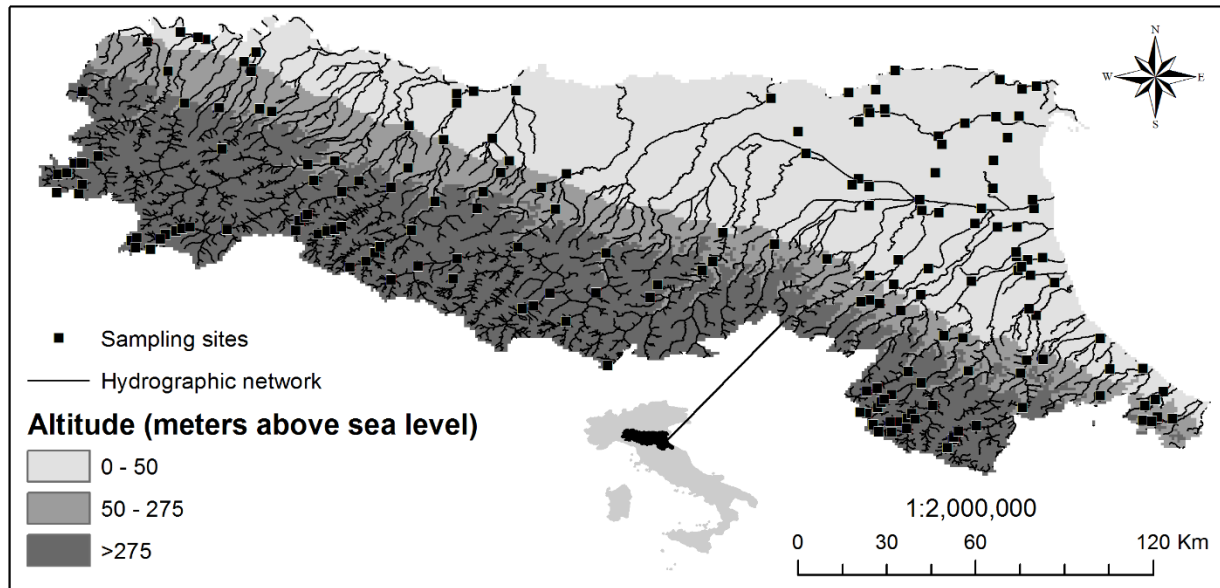 N
W E
S
Sampling sites
Hydrographic network
Altitude (meters above sea level)
0 - 50
50 - 275
>275
1:2,000,000
0 30 60 120 Km